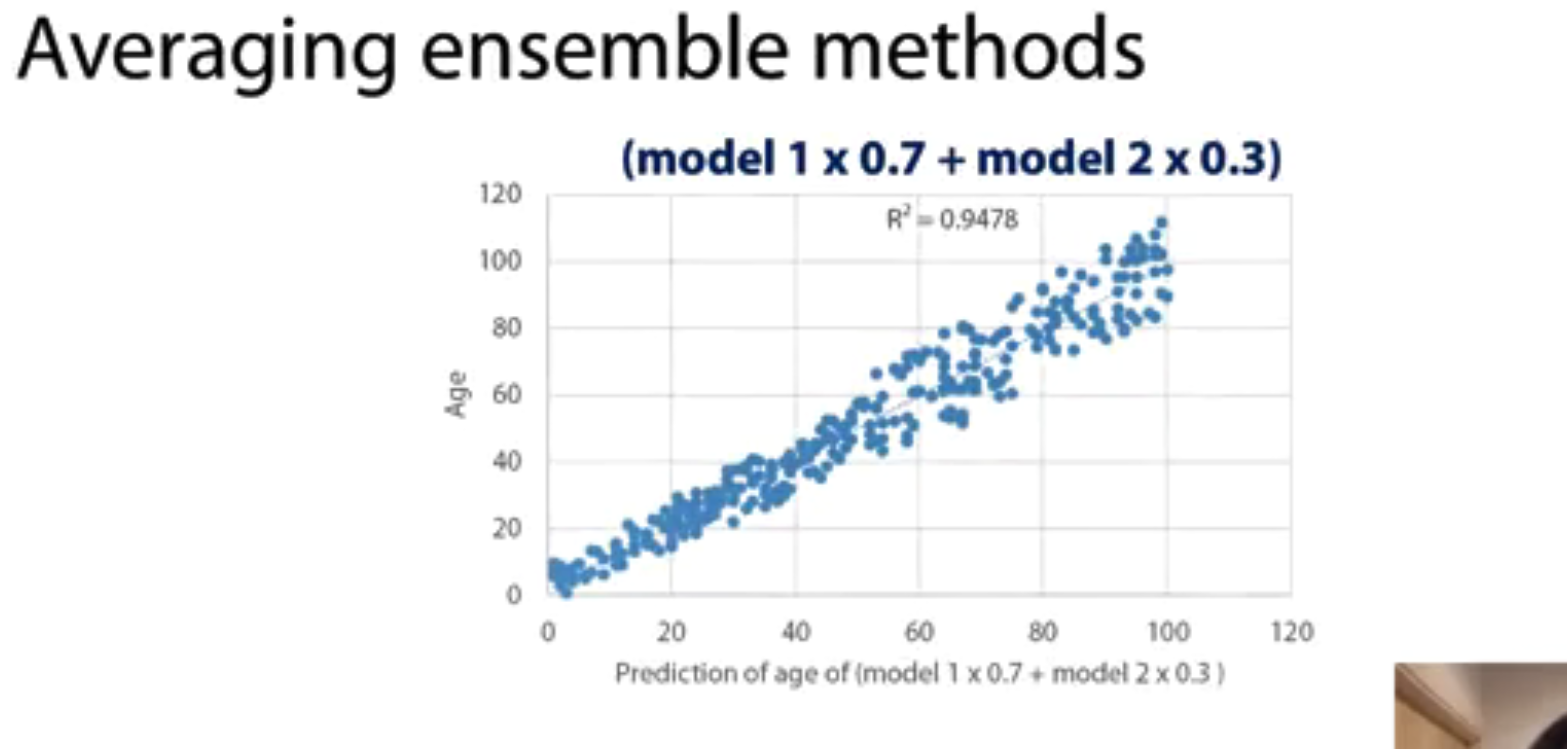 Averaging ensemble methods
(model 1 x 0.7 + model 2 x 0.3)
R² = 0.9478
120
100
80
60
40
20
0
Age
0 20 40 60 80 100 120
Prediction of age of (model 1 x 0.7 + model 2 x 0.3 )